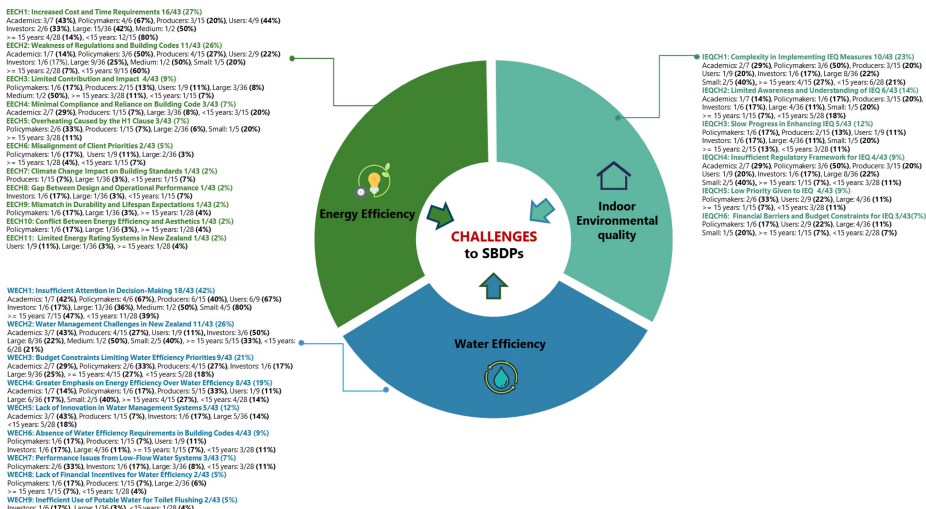 EECH1: Increased Cost and Time Requirements 16/43 (27%)
Academics: 3/7 (43%), Policymakers: 4/6 (67%), Producers: 3/15 (20%), Users: 4/9 (44%)
Investors: 2/6 (33%), Large: 15/36 (42%), Medium: 1/2 (50%)
>= 15 years: 4/28 (14%), <15 years: 12/15 (80%)
EECH2: Weakness of Regulations and Building Codes 11/43 (26%)
Academics: 1/7 (14%), Policymakers: 3/6 (50%), Producers: 4/15 (27%), Users: 2/9 (22%)
Investors: 1/6 (17%), Large: 9/36 (25%), Medium: 1/2 (50%), Small: 1/5 (20%)
>= 15 years: 2/28 (7%), <15 years: 9/15 (60%)
EECH3: Limited Contribution and Impact 4/43 (9%)
Policymakers: 1/6 (17%), Producers: 2/15 (13%), Users: 1/9 (11%), Large: 3/36 (8%)
Medium: 1/2 (50%), >= 15 years: 3/28 (11%), <15 years: 1/15 (7%)
EECH4: Minimal Compliance and Reliance on Building Code 3/43 (7%)
Academics: 2/7 (29%), Producers: 1/15 (7%), Large: 3/36 (8%), <15 years: 3/15 (20%)
EECH5: Overheating Caused by the H1 Clause 3/43 (7%)
Policymakers: 2/6 (33%), Producers: 1/15 (7%), Large: 2/36 (6%), Small: 1/5 (20%)
>= 15 years: 3/28 (11%)
EECH6: Misalignment of Client Priorities 2/43 (5%)
Policymakers: 1/6 (17%), Users: 1/9 (11%), Large: 2/36 (3%)
>= 15 years: 1/28 (4%), <15 years: 1/15 (7%)
EECH7: Climate Change Impact on Building Standards 1/43 (2%)
Producers: 1/15 (7%), Large: 1/36 (3%), <15 years: 1/15 (7%)
EECH8: Gap Between Design and Operational Performance 1/43 (2%)
Investors: 1/6 (17%), Large: 1/36 (3%), <15 years: 1/15 (7%)
EECH9: Mismatch in Durability and Lifespan Expectations 1/43 (2%)
Policymakers: 1/6 (17%), Large: 1/36 (3%), >= 15 years: 1/28 (4%)
EECH10: Conflict Between Energy Efficiency and Aesthetics 1/43 (2%)
Policymakers: 1/6 (17%), Large: 1/36 (3%), >= 15 years: 1/28 (4%)
EECH11: Limited Energy Rating Systems in New Zealand 1/43 (2%)
Users: 1/9 (11%), Large: 1/36 (3%), >= 15 years: 1/28 (4%)
Energy Efficiency
Indoor
Environmental
quality
CHALLENGES
to SBDPs
Water Efficiency
IEQCH1: Complexity in Implementing IEQ Measures 10/43 (23%)
Academics: 2/7 (29%), Policymakers: 3/6 (50%), Producers: 3/15 (20%)
Users: 1/9 (20%), Investors: 1/6 (17%), Large: 8/36 (22%)
Small: 2/5 (40%), >= 15 years: 4/15 (27%), <15 years: 6/28 (21%)
IEQCH2: Limited Awareness and Understanding of IEQ 6/43 (14%)
Academics: 1/7 (14%), Policymakers: 1/6 (17%), Producers: 3/15 (20%),
Investors: 1/6 (17%), Large: 4/36 (11%), Small: 1/5 (20%)
>= 15 years: 1/15 (7%), <15 years: 5/28 (18%)
IEQCH3: Slow Progress in Enhancing IEQ 5/43 (12%)
Policymakers: 1/6 (17%), Producers: 2/15 (13%), Users: 1/9 (11%)
Investors: 1/6 (17%), Large: 4/36 (11%), Small: 1/5 (20%)
>= 15 years: 2/15 (13%), <15 years: 3/28 (11%)
IEQCH4: Insufficient Regulatory Framework for IEQ 4/43 (9%)
Academics: 2/7 (29%), Policymakers: 3/6 (50%), Producers: 3/15 (20%)
Users: 1/9 (20%), Investors: 1/6 (17%), Large: 8/36 (22%)
Small: 2/5 (40%), >= 15 years: 1/15 (7%), <15 years: 3/28 (11%)
IEQCH5: Low Priority Given to IEQ 4/43 (9%)
Policymakers: 2/6 (33%), Users: 2/9 (22%), Large: 4/36 (11%)
>= 15 years: 1/15 (7%), <15 years: 3/28 (11%)
IEQCH6: Financial Barriers and Budget Constraints for IEQ 3/43(7%)
Policymakers: 1/6 (17%), Users: 2/9 (22%), Large: 4/36 (11%)
Small: 1/5 (20%), >= 15 years: 1/15 (7%), <15 years: 2/28 (7%)
WECH1: Insufficient Attention in Decision-Making 18/43 (42%)
Academics: 1/7 (42%), Policymakers: 4/6 (67%), Producers: 6/15 (40%), Users: 6/9 (67%)
Investors: 1/6 (17%), Large: 13/36 (36%), Medium: 1/2 (50%), Small: 4/5 (80%)
>= 15 years: 7/15 (47%), <15 years: 11/28 (39%)
WECH2: Water Management Challenges in New Zealand 11/43 (26%)
Academics: 3/7 (43%), Producers: 4/15 (27%), Users: 1/9 (11%), Investors: 3/6 (50%)
Large: 8/36 (22%), Medium: 1/2 (50%), Small: 2/5 (40%), >= 15 years: 5/15 (33%), <15 years:
6/28 (21%)
WECH3: Budget Constraints Limiting Water Efficiency Priorities 9/43 (21%)
Academics: 2/7 (29%), Policymakers: 2/6 (33%), Producers: 4/15 (27%), Investors: 1/6 (17%)
Large: 9/36 (25%), >= 15 years: 4/15 (27%), <15 years: 5/28 (18%)
WECH4: Greater Emphasis on Energy Efficiency Over Water Efficiency 8/43 (19%)
Academics: 1/7 (14%), Policymakers: 1/6 (17%), Producers: 5/15 (33%), Users: 1/9 (11%)
Large: 6/36 (17%), Small: 2/5 (40%), >= 15 years: 4/15 (27%), <15 years: 4/28 (14%)
WECH5: Lack of Innovation in Water Management Systems 5/43 (12%)
Academics: 3/7 (43%), Producers: 1/15 (7%), Investors: 1/6 (17%), Large: 5/36 (14%)
<15 years: 5/28 (18%)
WECH6: Absence of Water Efficiency Requirements in Building Codes 4/43 (9%)
Policymakers: 1/6 (17%), Producers: 1/15 (7%), Users: 1/9 (11%)
Investors: 1/6 (17%), Large: 4/36 (11%), >= 15 years: 1/15 (7%), <15 years: 3/28 (11%)
WECH7: Performance Issues from Low-Flow Water Systems 3/43 (7%)
Policymakers: 2/6 (33%), Investors: 1/6 (17%), Large: 3/36 (8%), <15 years: 3/28 (11%)
WECH8: Lack of Financial Incentives for Water Efficiency 2/43 (5%)
Policymakers: 1/6 (17%), Producers: 1/15 (7%), Large: 2/36 (6%)
>= 15 years: 1/15 (7%), <15 years: 1/28 (4%)
WECH9: Inefficient Use of Potable Water for Toilet Flushing 2/43 (5%)
Investors: 1/6 (17%), Large: 1/36 (3%), <15 years: 1/28 (4%)